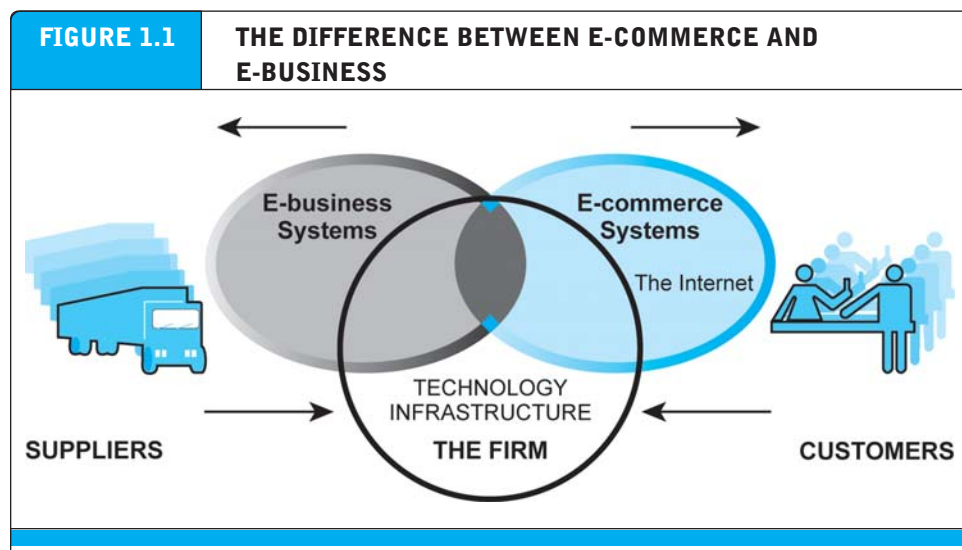 FIGURE 1.1
THE DIFFERENCE BETWEEN E-COMMERCE AND
E-BUSINESS
E-business
Systems
E-commerce
Systems
The Internet
TECHNOLOGY
INFRASTRUCTURE
THE FIRM
SUPPLIERS
CUSTOMERS